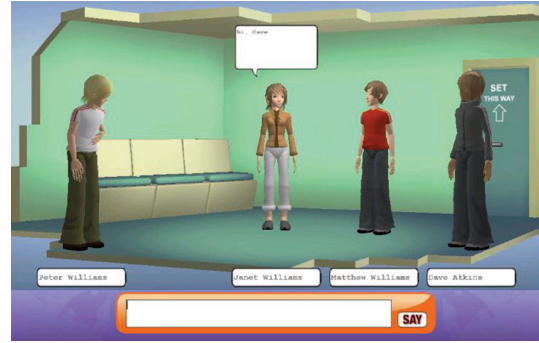 hi, dave
SET
THIS WAY
Peter Williams
Janet Williams
Matthew Williams
Dave Atkins
SAY